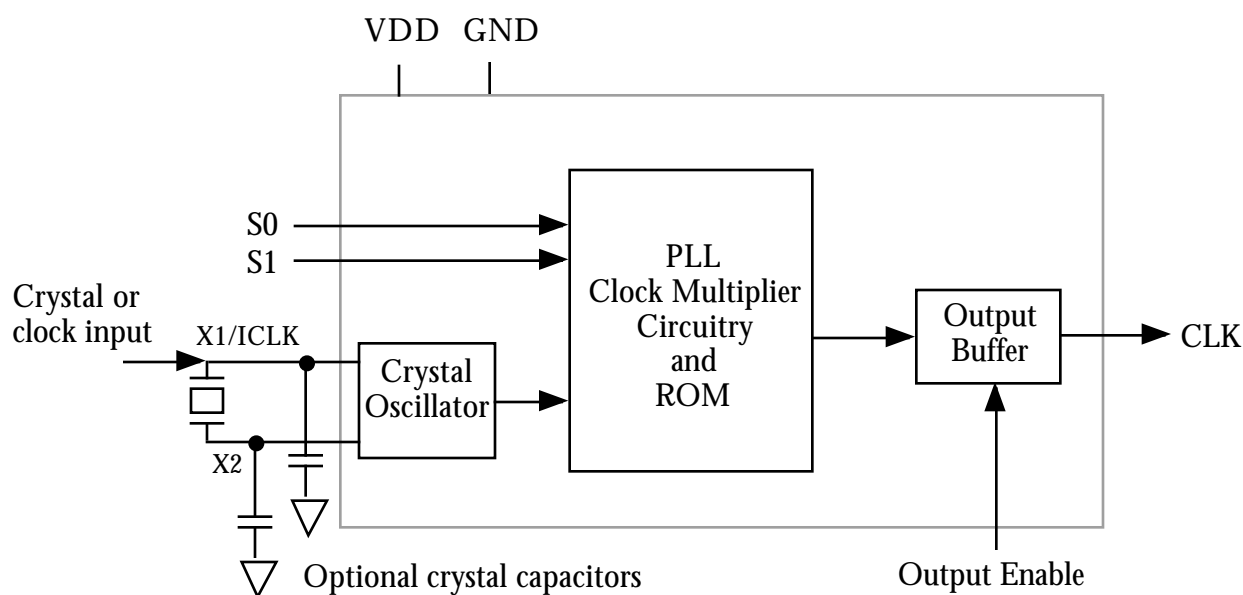 VDD GND
S0
S1
PLL
Clock Multiplier
Circuitry
and
ROM
Crystal or
clock input
X1/ICLK
Crystal
Oscillator
X2
Output
Buffer
CLK
Optional crystal capacitors
Output Enable